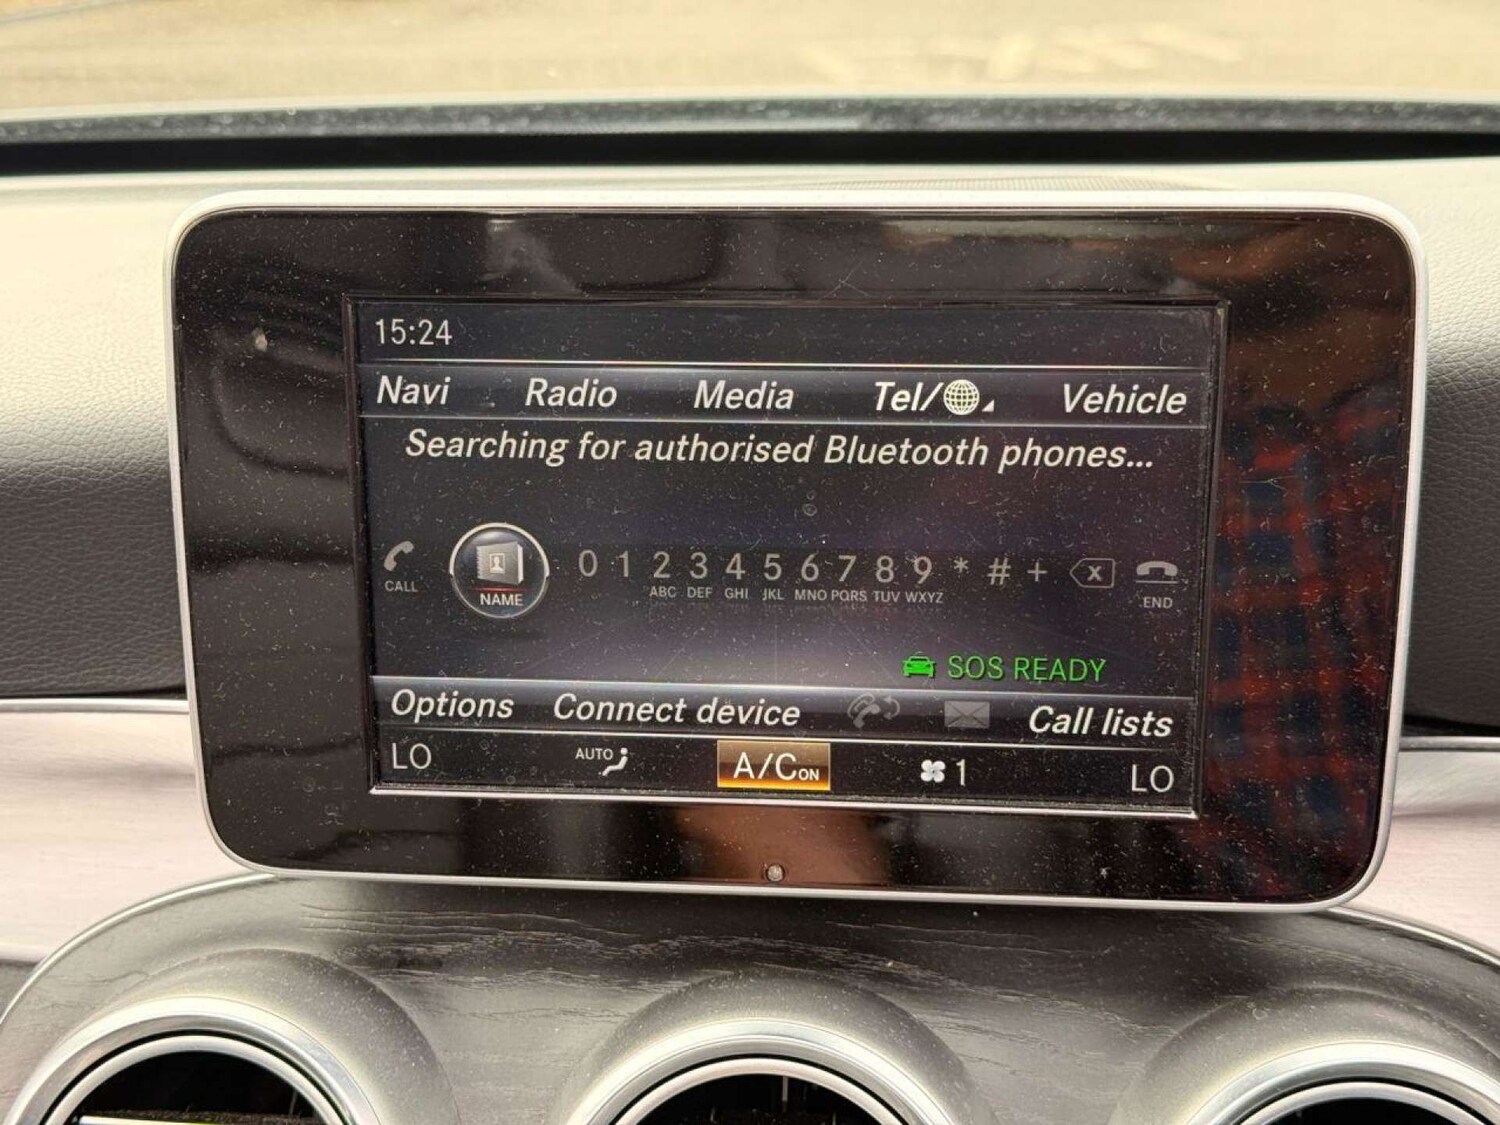 15:24
Navi Radio Media Tel/ Vehicle
Searching for authorised Bluetooth phones...
CALL NAME 0 1 2 3 4 5 6 7 8 9 * # + X END
ABC DEF GHI JKL MNO PQRS TUV WXYZ
SOS READY
Options Connect device Call lists
LO AUTO A/C ON 1 LO